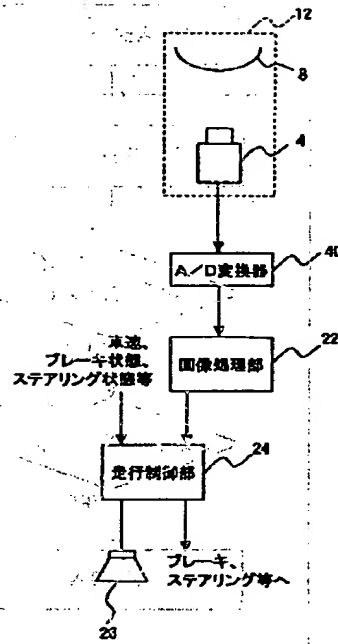 12
8
4
A/D変換器
40
車速、
ブレーキ状態、
ステアリング状態等
画像処理部
22
走行制御部
24
ブレーキ、
ステアリング等へ
23